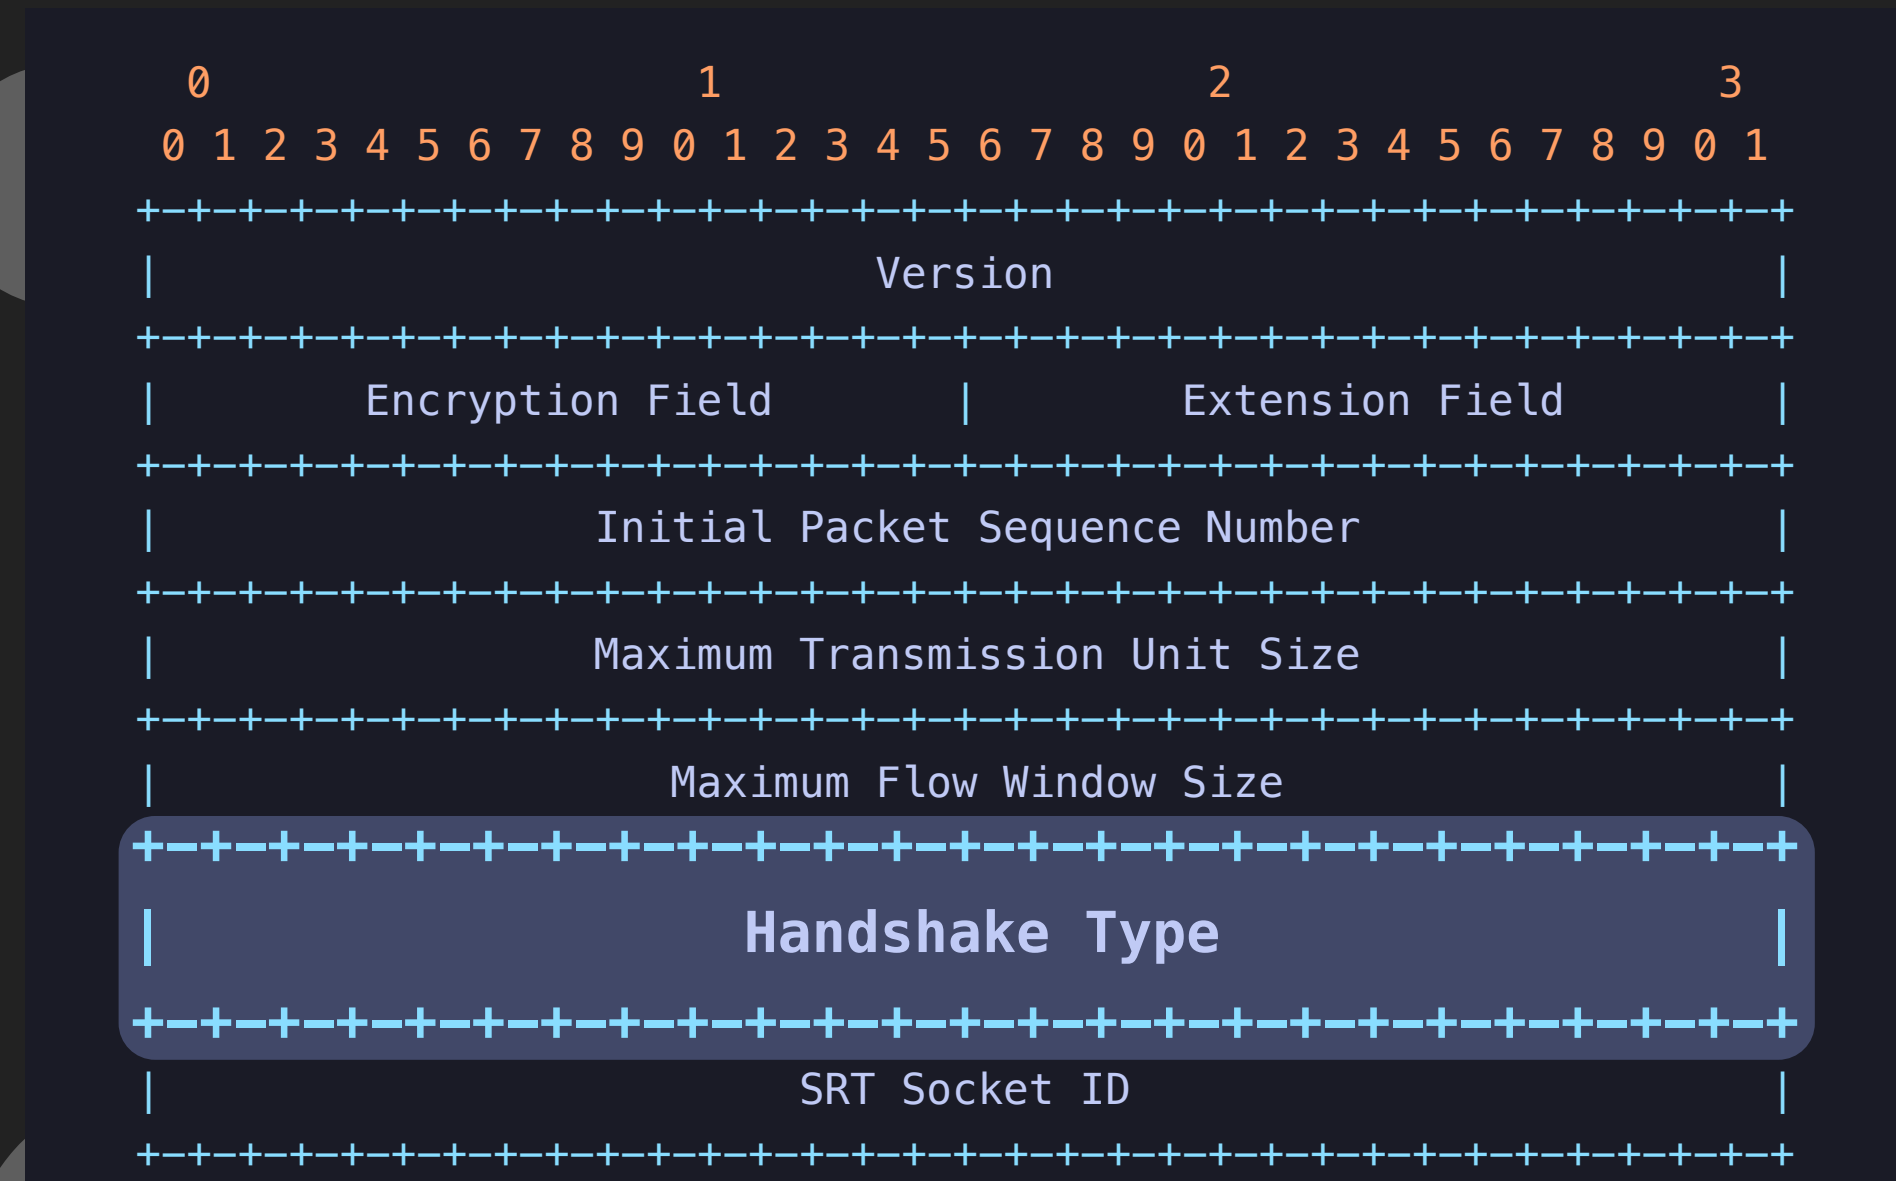 0                   1                   2                   3
0 1 2 3 4 5 6 7 8 9 0 1 2 3 4 5 6 7 8 9 0 1 2 3 4 5 6 7 8 9 0 1
+-+-+-+-+-+-+-+-+-+-+-+-+-+-+-+-+-+-+-+-+-+-+-+-+-+-+-+-+-+-+-+-+
| Version |
+-+-+-+-+-+-+-+-+-+-+-+-+-+-+-+-+-+-+-+-+-+-+-+-+-+-+-+-+-+-+-+-+
| Encryption Field | Extension Field |
+-+-+-+-+-+-+-+-+-+-+-+-+-+-+-+-+-+-+-+-+-+-+-+-+-+-+-+-+-+-+-+-+
| Initial Packet Sequence Number |
+-+-+-+-+-+-+-+-+-+-+-+-+-+-+-+-+-+-+-+-+-+-+-+-+-+-+-+-+-+-+-+-+
| Maximum Transmission Unit Size |
+-+-+-+-+-+-+-+-+-+-+-+-+-+-+-+-+-+-+-+-+-+-+-+-+-+-+-+-+-+-+-+-+
| Maximum Flow Window Size |
+-+-+-+-+-+-+-+-+-+-+-+-+-+-+-+-+-+-+-+-+-+-+-+-+-+
| Handshake Type |
+-+-+-+-+-+-+-+-+-+-+-+-+-+-+-+-+-+-+-+-+-+-+-+-+-+
| SRT Socket ID |
+-+-+-+-+-+-+-+-+-+-+-+-+-+-+-+-+-+-+-+-+-+-+-+-+-+-+-+-+-+-+-+-+